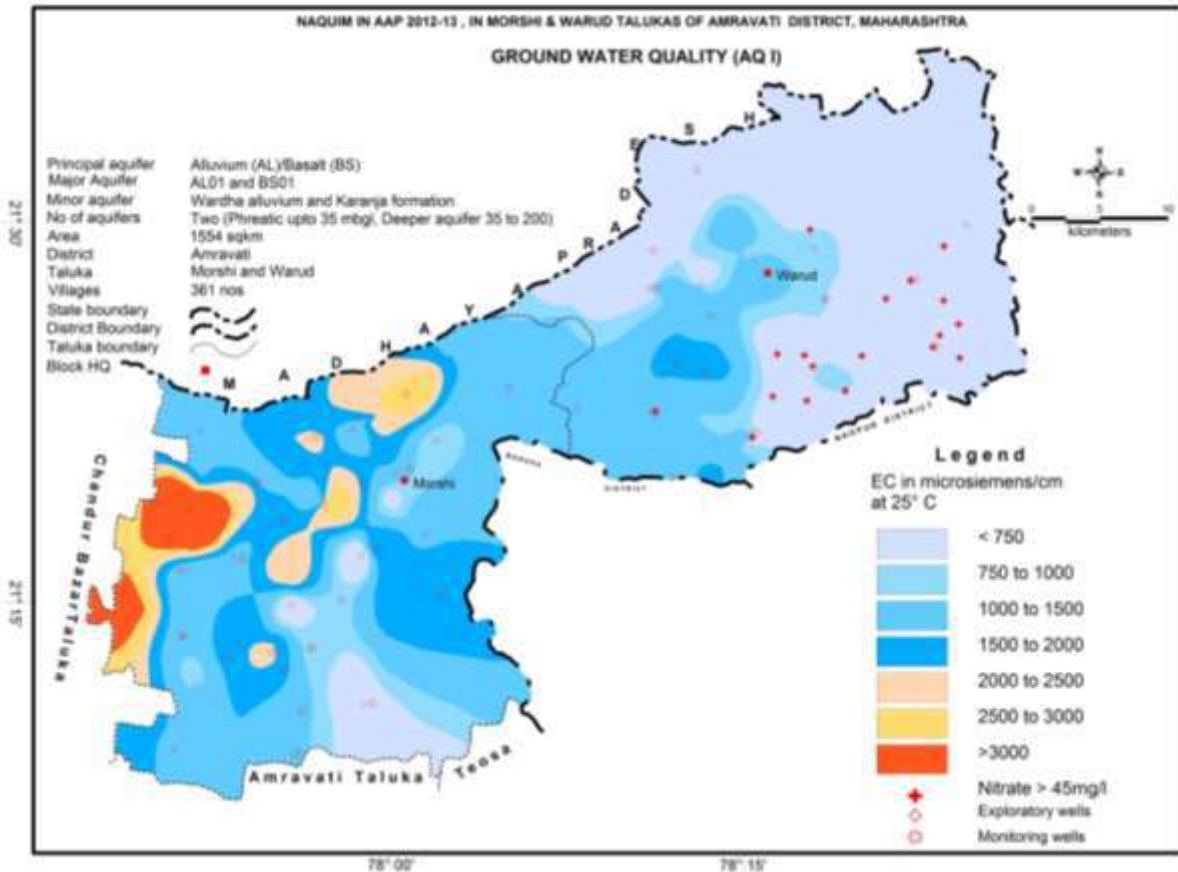 NAQUIM IN AAP 2012-13 , IN MORSHI & WARUD TALUKAS OF AMRAVATI DISTRICT, MAHARASHTRA
GROUND WATER QUALITY (AQ I)
Principal aquifer Alluvium (AL)/Basalt (BS)
Major Aquifer AL01 and BS01
Minor aquifer Wardha alluvium and Karanja formation
No of aquifers Two (Phreatic upto 35 mbgl, Deeper aquifer 35 to 200)
Area 1554 sqkm
District Amravati
Taluka Morshi and Warud
Villages 361 nos
State boundary
District Boundary
Taluka boundary
Block HQ
MADHAYA PRADESH
N
W E
S
0 5 10
kilometers
21° 30'
21° 15'
Warud
Morshi
NAGPUR DISTRICT
DISTRICT
Chandur Bazar Taluka
Amravati Taluka
Teosa
Legend
EC in microsiemens/cm
at 25° C
< 750
750 to 1000
1000 to 1500
1500 to 2000
2000 to 2500
2500 to 3000
>3000
Nitrate > 45mg/l
Exploratory wells
Monitoring wells
78° 00'
78° 15'